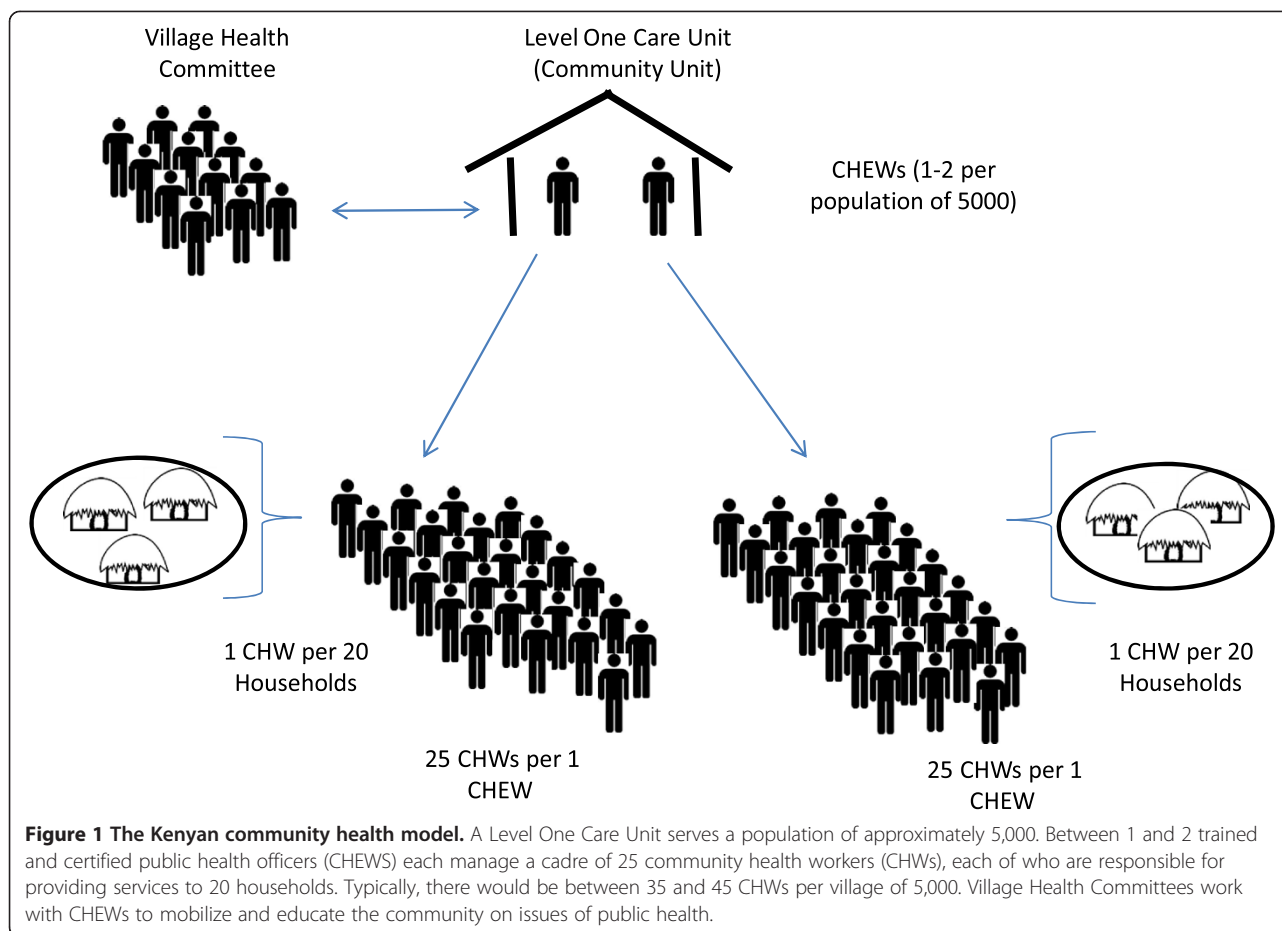 Village Health
Committee
Level One Care Unit
(Community Unit)
CHEWs (1-2 per
population of 5000)
1 CHW per 20
Households
1 CHW per 20
Households
25 CHWs per 1
CHEW
25 CHWs per 1
CHEW
Figure 1 The Kenyan community health model. A Level One Care Unit serves a population of approximately 5,000. Between 1 and 2 trained
and certified public health officers (CHEWS) each manage a cadre of 25 community health workers (CHWs), each of who are responsible for
providing services to 20 households. Typically, there would be between 35 and 45 CHWs per village of 5,000. Village Health Committees work
with CHEWs to mobilize and educate the community on issues of public health.